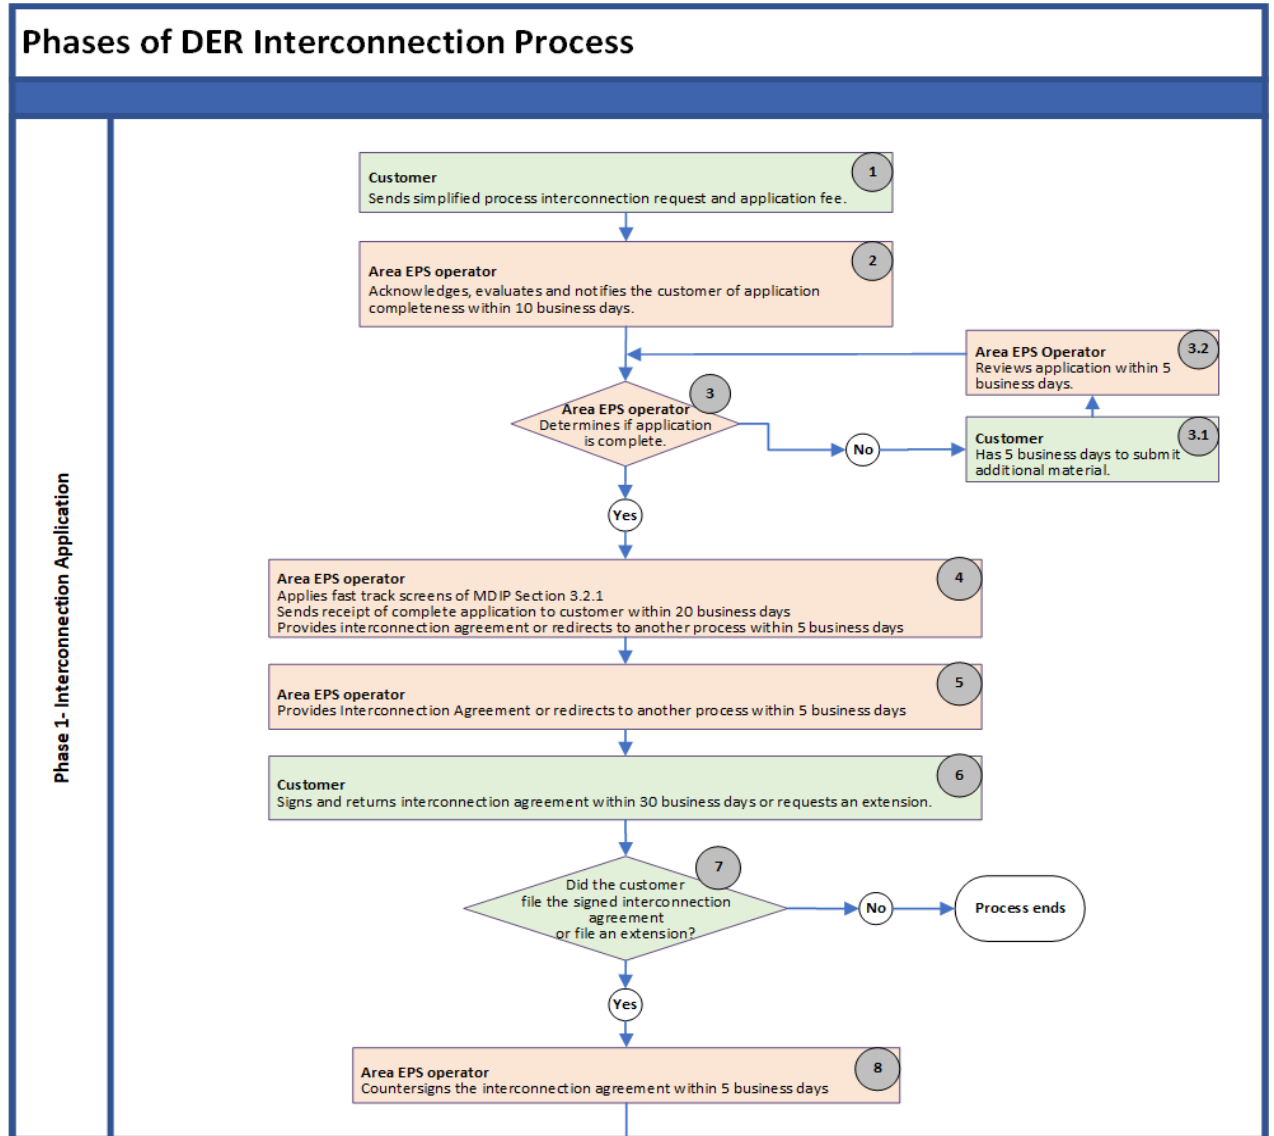 Phases of DER Interconnection Process
Phase 1- Interconnection Application
1
Customer
Sends simplified process interconnection request and application fee.
2
Area EPS operator
Acknowledges, evaluates and notifies the customer of application
completeness within 10 business days.
3
Area EPS operator
Determines if application
is complete.
No
3.1
Customer
Has 5 business days to submit
additional material.
3.2
Area EPS Operator
Reviews application within 5
business days.
Yes
4
Area EPS operator
Applies fast track screens of MDIP Section 3.2.1
Sends receipt of complete application to customer within 20 business days
Provides interconnection agreement or redirects to another process within 5 business days
5
Area EPS operator
Provides Interconnection Agreement or redirects to another process within 5 business days
6
Customer
Signs and returns interconnection agreement within 30 business days or requests an extension.
7
Did the customer
file the signed interconnection
agreement
or file an extension?
No
Process ends
Yes
8
Area EPS operator
Countersigns the interconnection agreement within 5 business days